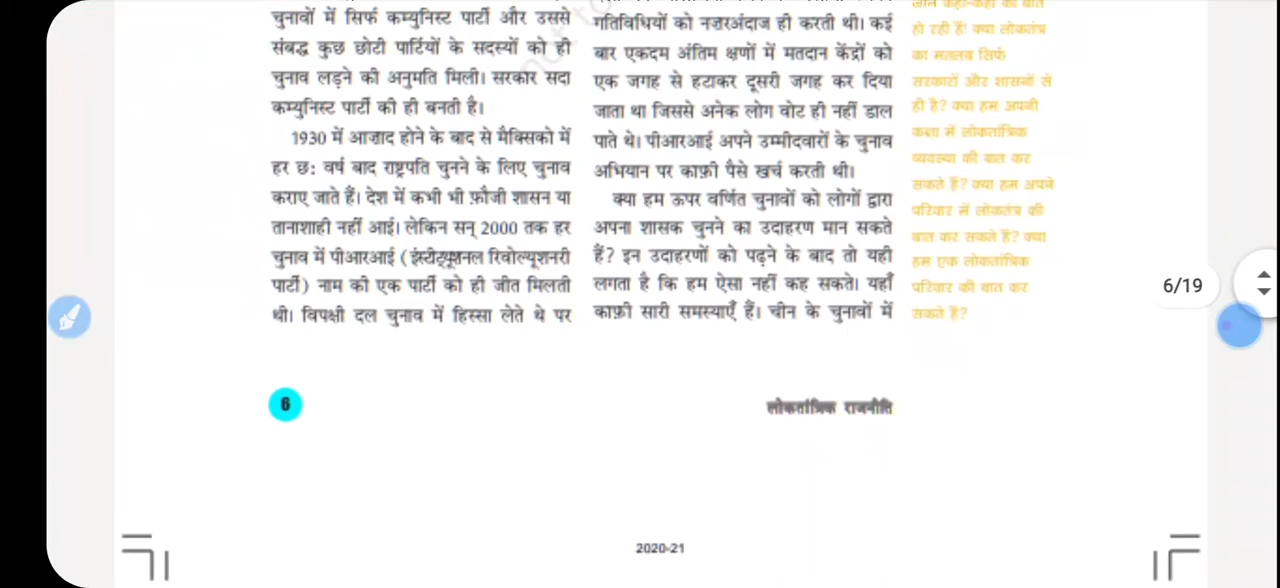 चुनावों में सिर्फ कम्युनिस्ट पार्टी और उससे
संबद्ध कुछ छोटी पार्टियों के सदस्यों को ही
चुनाव लड़ने की अनुमति मिली। सरकार सदा
कम्युनिस्ट पार्टी की ही बनती है।
1930 में आज़ाद होने के बाद से मैक्सिको में
हर छः वर्ष बाद राष्ट्रपति चुनने के लिए चुनाव
कराए जाते हैं। देश में कभी भी फ़ौजी शासन या
तानाशाही नहीं आई। लेकिन सन् 2000 तक हर
चुनाव में पीआरआई (इंस्टीट्यूशनल रिवोल्यूशनरी
पार्टी) नाम की एक पार्टी को ही जीत मिलती
थी। विपक्षी दल चुनाव में हिस्सा लेते थे पर
गतिविधियों को नज़रअंदाज ही करती थी। कई
बार एकदम अंतिम क्षणों में मतदान केंद्रों को
एक जगह से हटाकर दूसरी जगह कर दिया
जाता था जिससे अनेक लोग वोट ही नहीं डाल
पाते थे। पीआरआई अपने उम्मीदवारों के चुनाव
अभियान पर काफ़ी पैसे खर्च करती थी।
क्या हम ऊपर वर्णित चुनावों को लोगों द्वारा
अपना शासक चुनने का उदाहरण मान सकते
हैं? इन उदाहरणों को पढ़ने के बाद तो यही
लगता है कि हम ऐसा नहीं कह सकते। यहाँ
काफ़ी सारी समस्याएँ हैं। चीन के चुनावों में
हो रही है! क्या लोकतंत्र
का मतलब सिर्फ
सरकारों और शासनों से
ही है? क्या हम अपनी
कक्षा में लोकतांत्रिक
व्यवस्था की बात कर
सकते हैं? क्या हम अपने
परिवार में लोकतंत्र की
बात कर सकते हैं? क्या
हम एक लोकतांत्रिक
परिवार की बात कर
सकते हैं?
6/19
6
लोकतांत्रिक राजनीति
2020-21